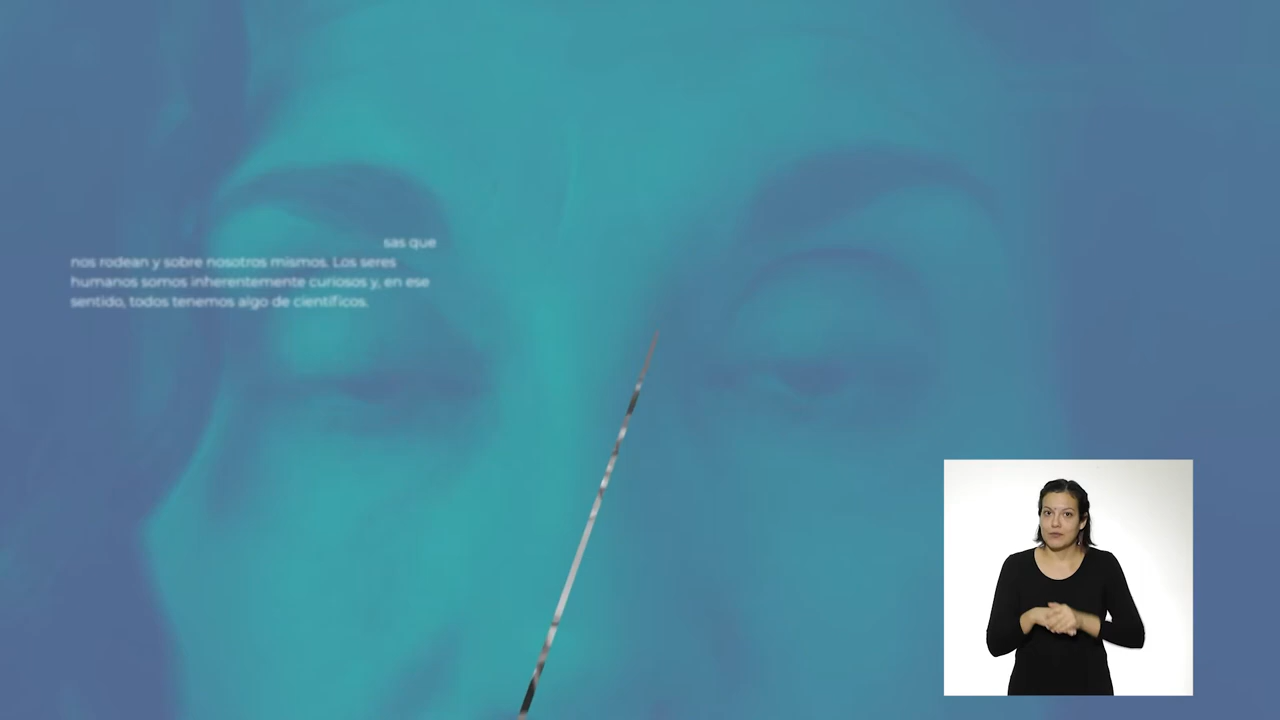 sas que
nos rodean y sobre nosotros mismos. Los seres
humanos somos inherentemente curiosos y, en ese
sentido, todos tenemos algo de científicos.